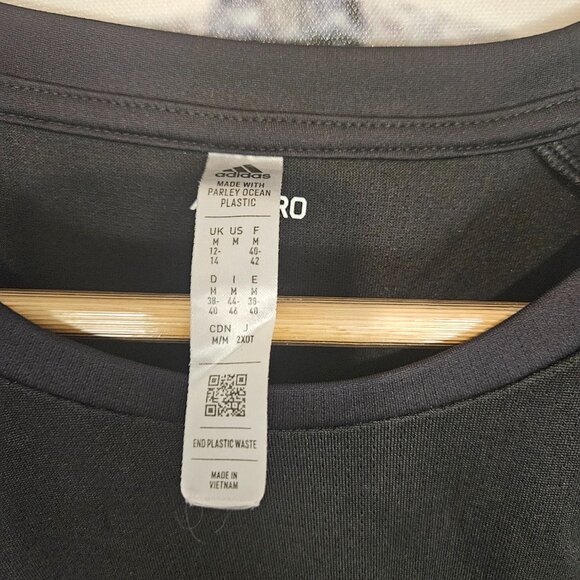 adidas
MADE WITH
PARLEY OCEAN
PLASTIC
RO
UK US F
M M M
12- 40-
14 42
D I E
M M M
38- 44- 38-
40 46 40
CDN J
M/M 2XOT
END PLASTIC WASTE
MADE IN
VIETNAM